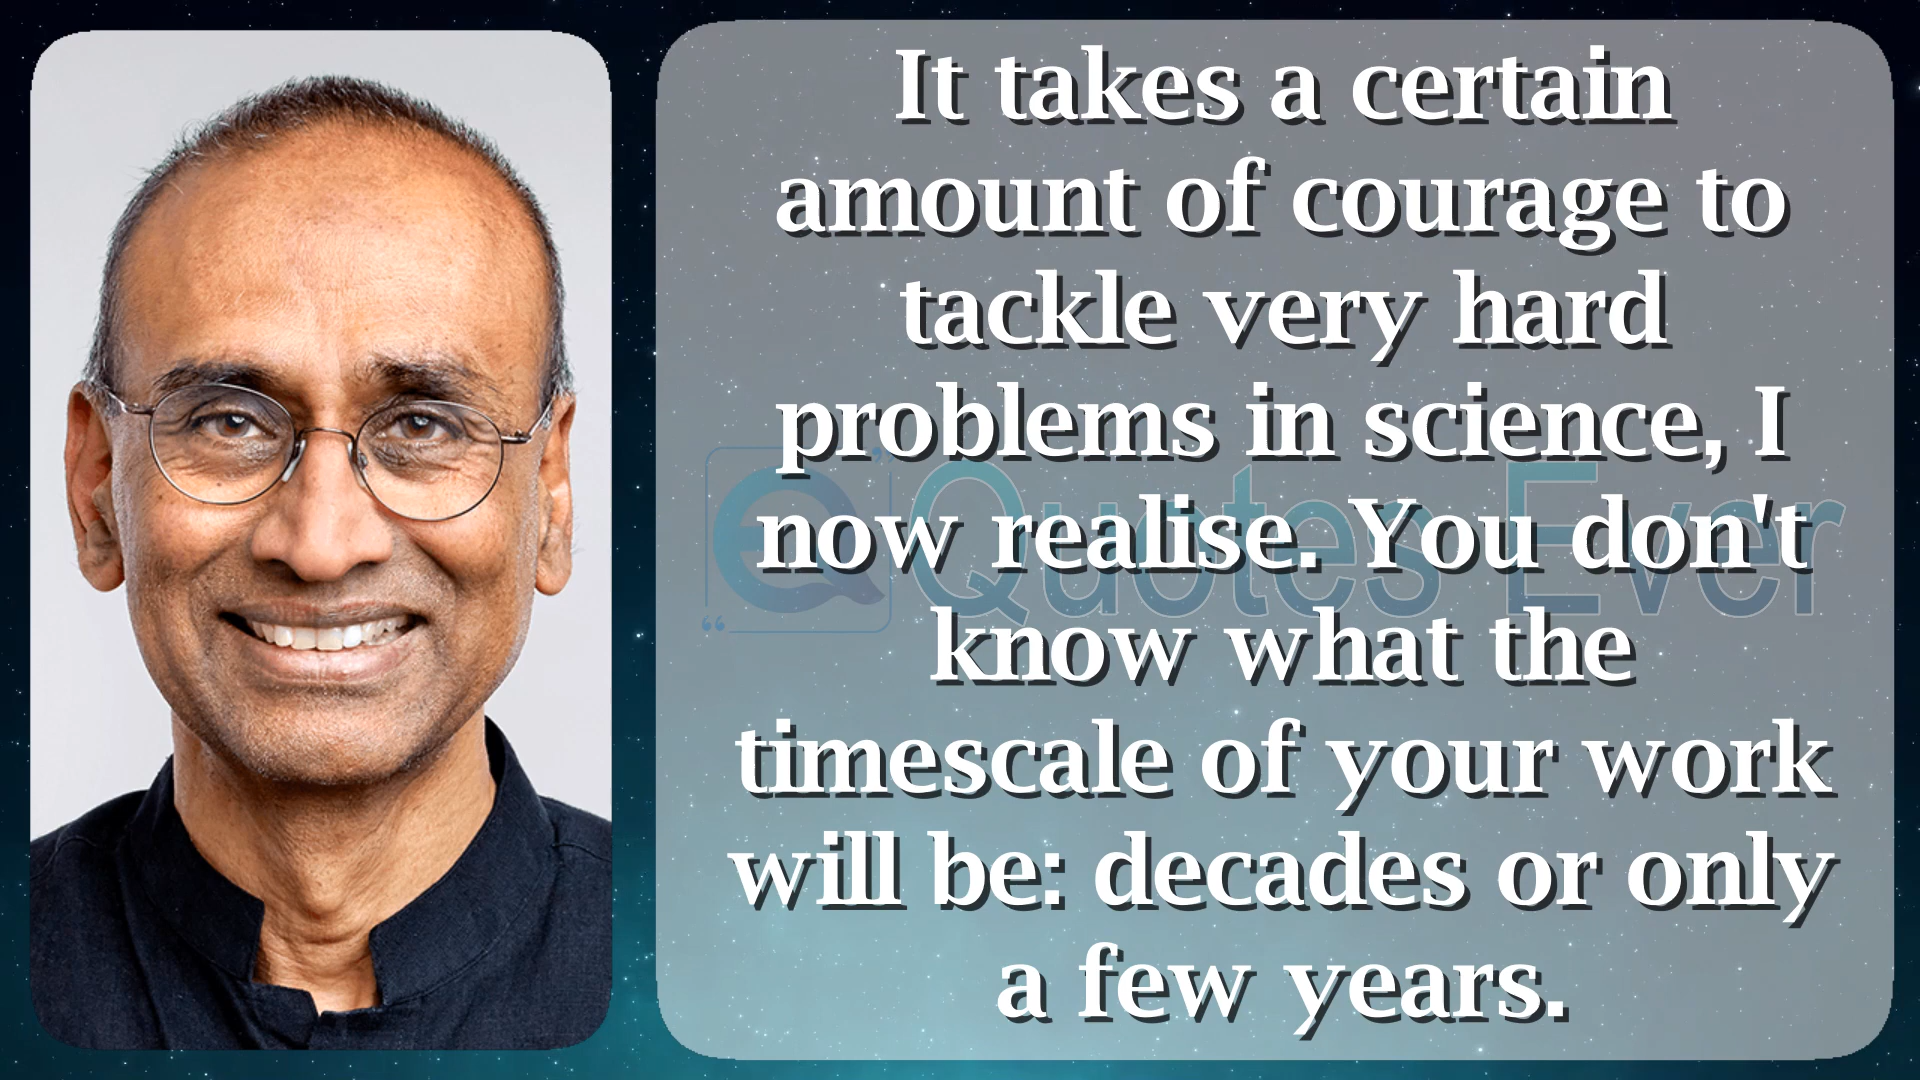 It takes a certain
amount of courage to
tackle very hard
problems in science, I
now realise. You don't
know what the
timescale of your work
will be: decades or only
a few years.
eQ Quotes Ever